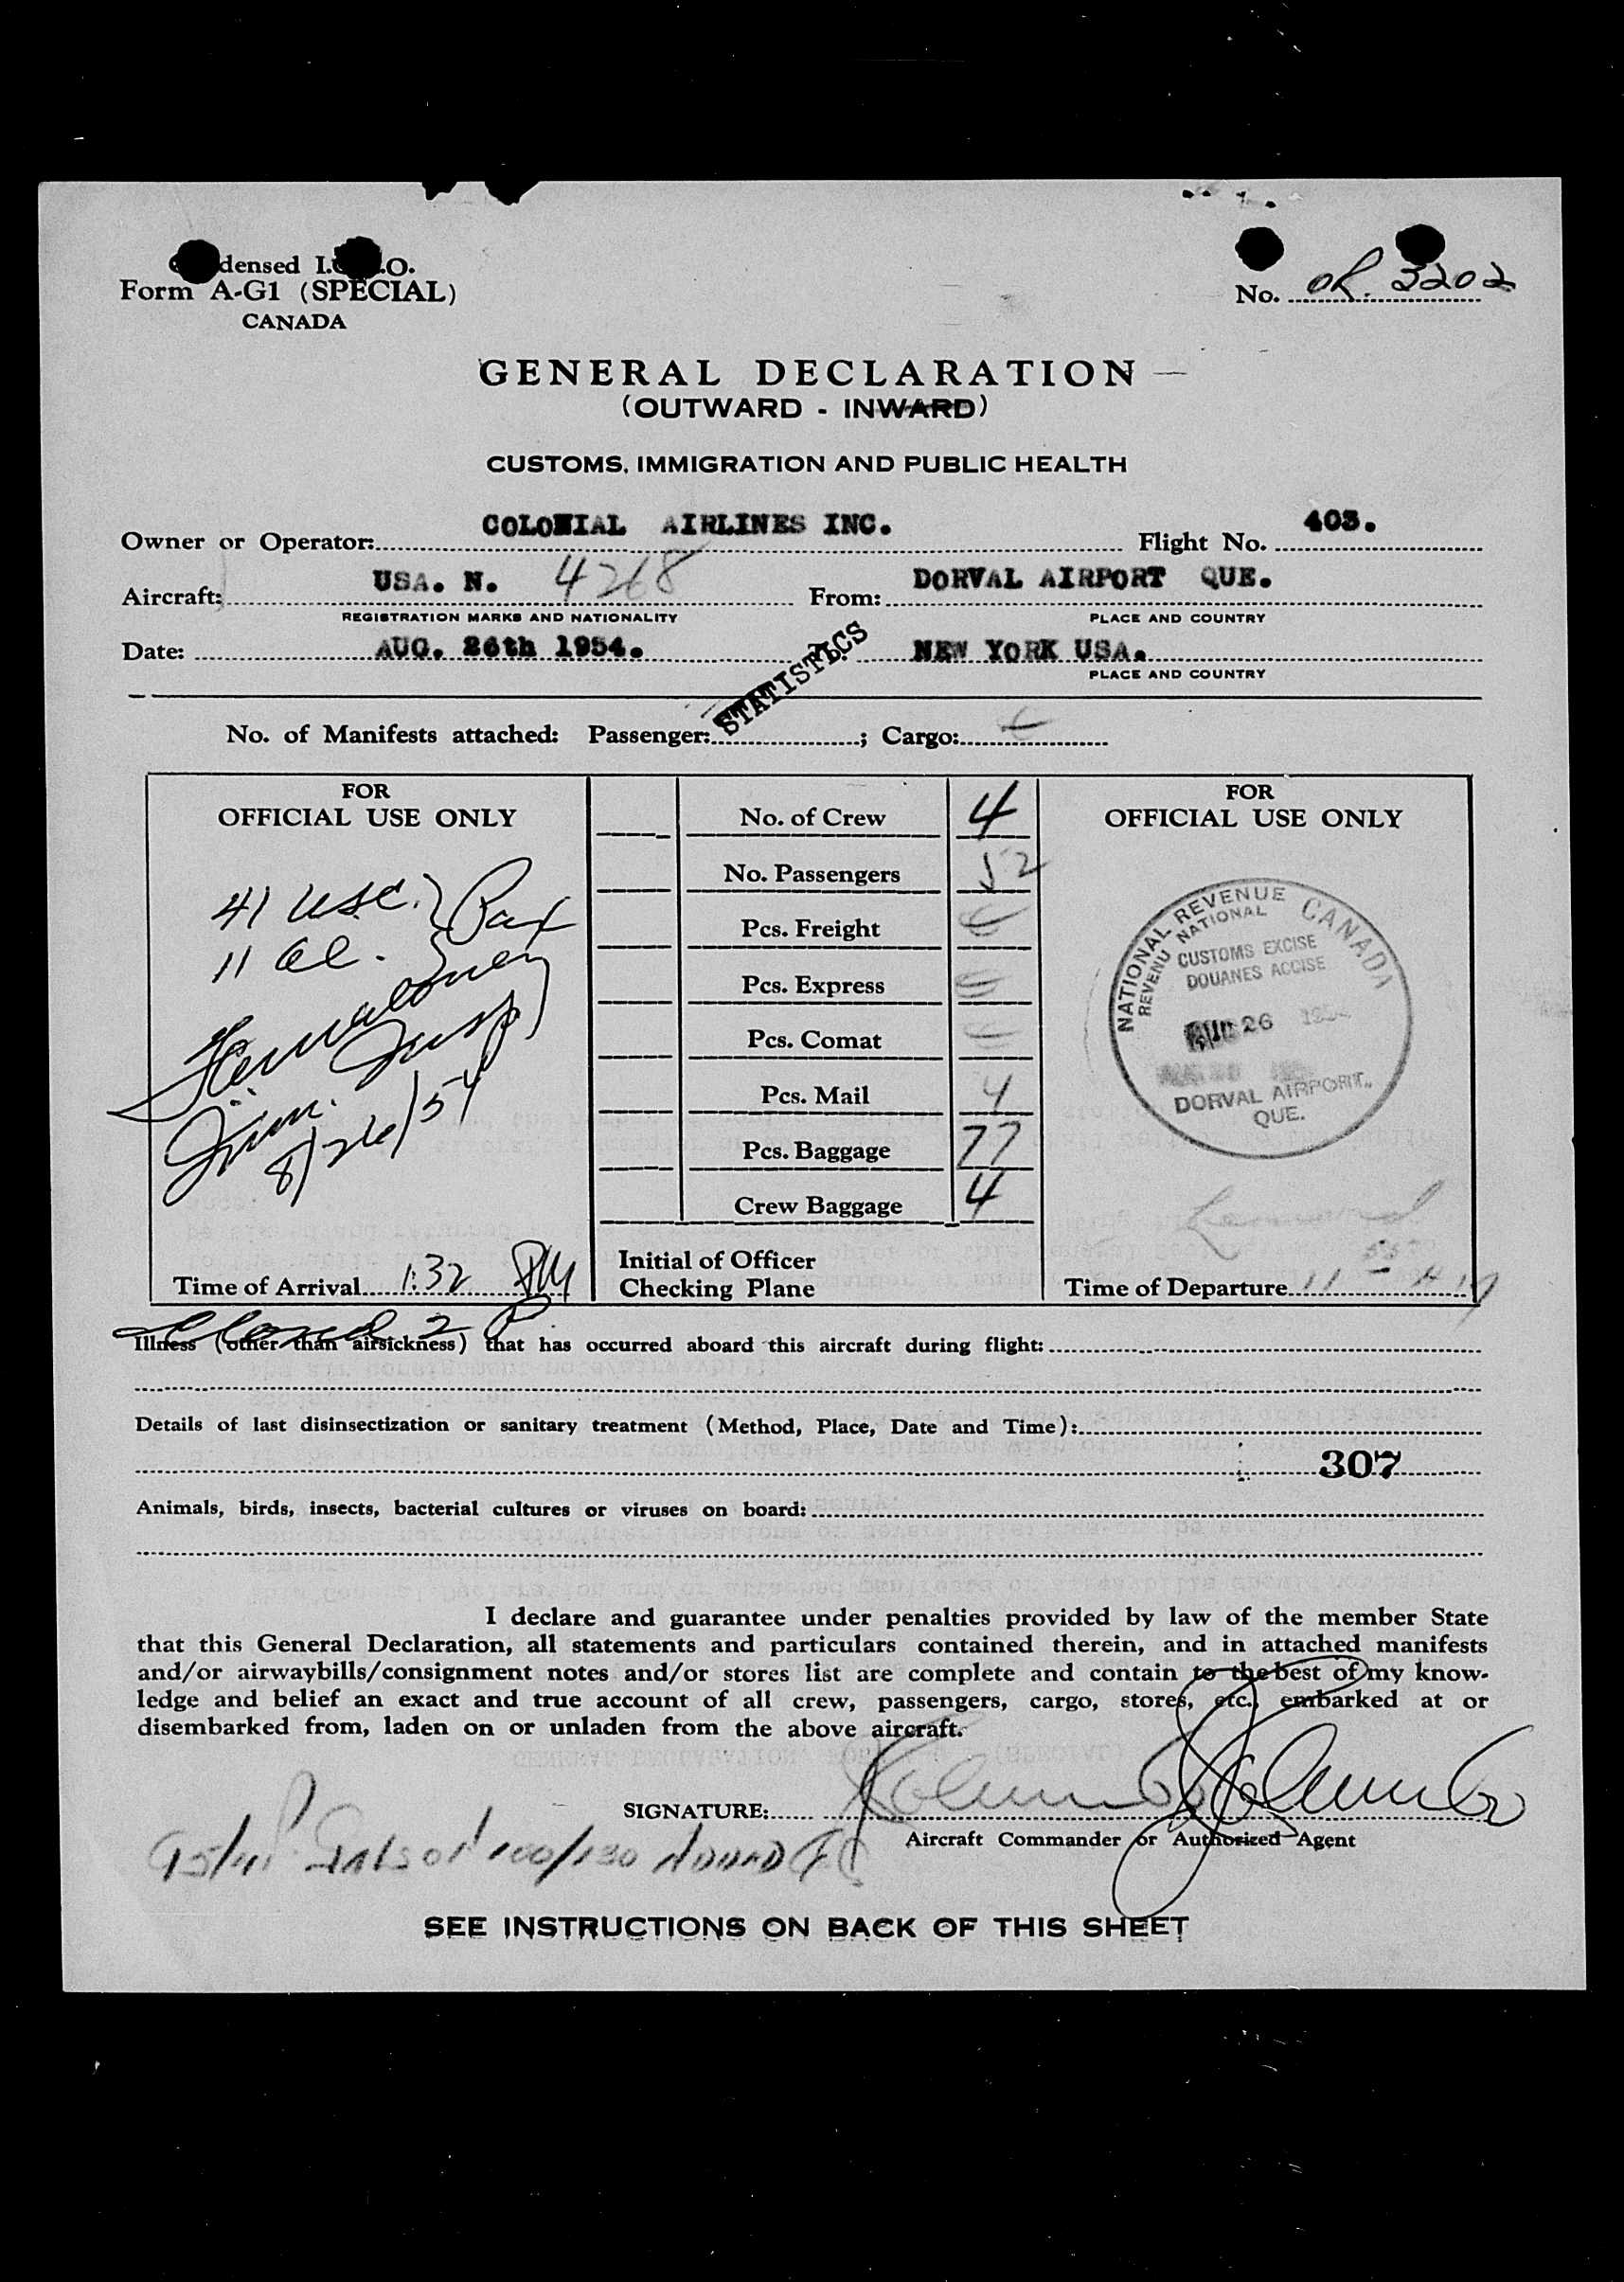 densed I. .O.
Form A-G1 (SPECIAL)
CANADA
No. OR. 3202
GENERAL DECLARATION
(OUTWARD - INWARD)
CUSTOMS, IMMIGRATION AND PUBLIC HEALTH
Owner or Operator: COLONIAL AIRLINES INC. Flight No. 403.
Aircraft: USA. N. 4268 From: DORVAL AIRPORT QUE.
REGISTRATION MARKS AND NATIONALITY PLACE AND COUNTRY
Date: AUG. 26th 1954. NEW YORK USA.
PLACE AND COUNTRY
STATISTICS
No. of Manifests attached: Passenger: ; Cargo:
FOR
OFFICIAL USE ONLY
41 USC. } Pax
11 Al.
Imm. Insp
8/26/54
Time of Arrival 1:32 PM
No. of Crew 4
No. Passengers 52
Pcs. Freight
Pcs. Express
Pcs. Comat
Pcs. Mail 4
Pcs. Baggage 77
Crew Baggage 4
Initial of Officer
Checking Plane
FOR
OFFICIAL USE ONLY
NATIONAL REVENUE CANADA
REVENU NATIONAL
CUSTOMS EXCISE
DOUANES ACCISE
AUG 26 1954
DORVAL AIRPORT,
QUE.
Time of Departure
Closed 2 P
Illness (other than airsickness) that has occurred aboard this aircraft during flight:
Details of last disinsectization or sanitary treatment (Method, Place, Date and Time):
307
Animals, birds, insects, bacterial cultures or viruses on board:
I declare and guarantee under penalties provided by law of the member State
that this General Declaration, all statements and particulars contained therein, and in attached manifests
and/or airwaybills/consignment notes and/or stores list are complete and contain to the best of my know-
ledge and belief an exact and true account of all crew, passengers, cargo, stores, etc., embarked at or
disembarked from, laden on or unladen from the above aircraft.
SIGNATURE:
Aircraft Commander or Authorized Agent
Gals of 100/130
SEE INSTRUCTIONS ON BACK OF THIS SHEET